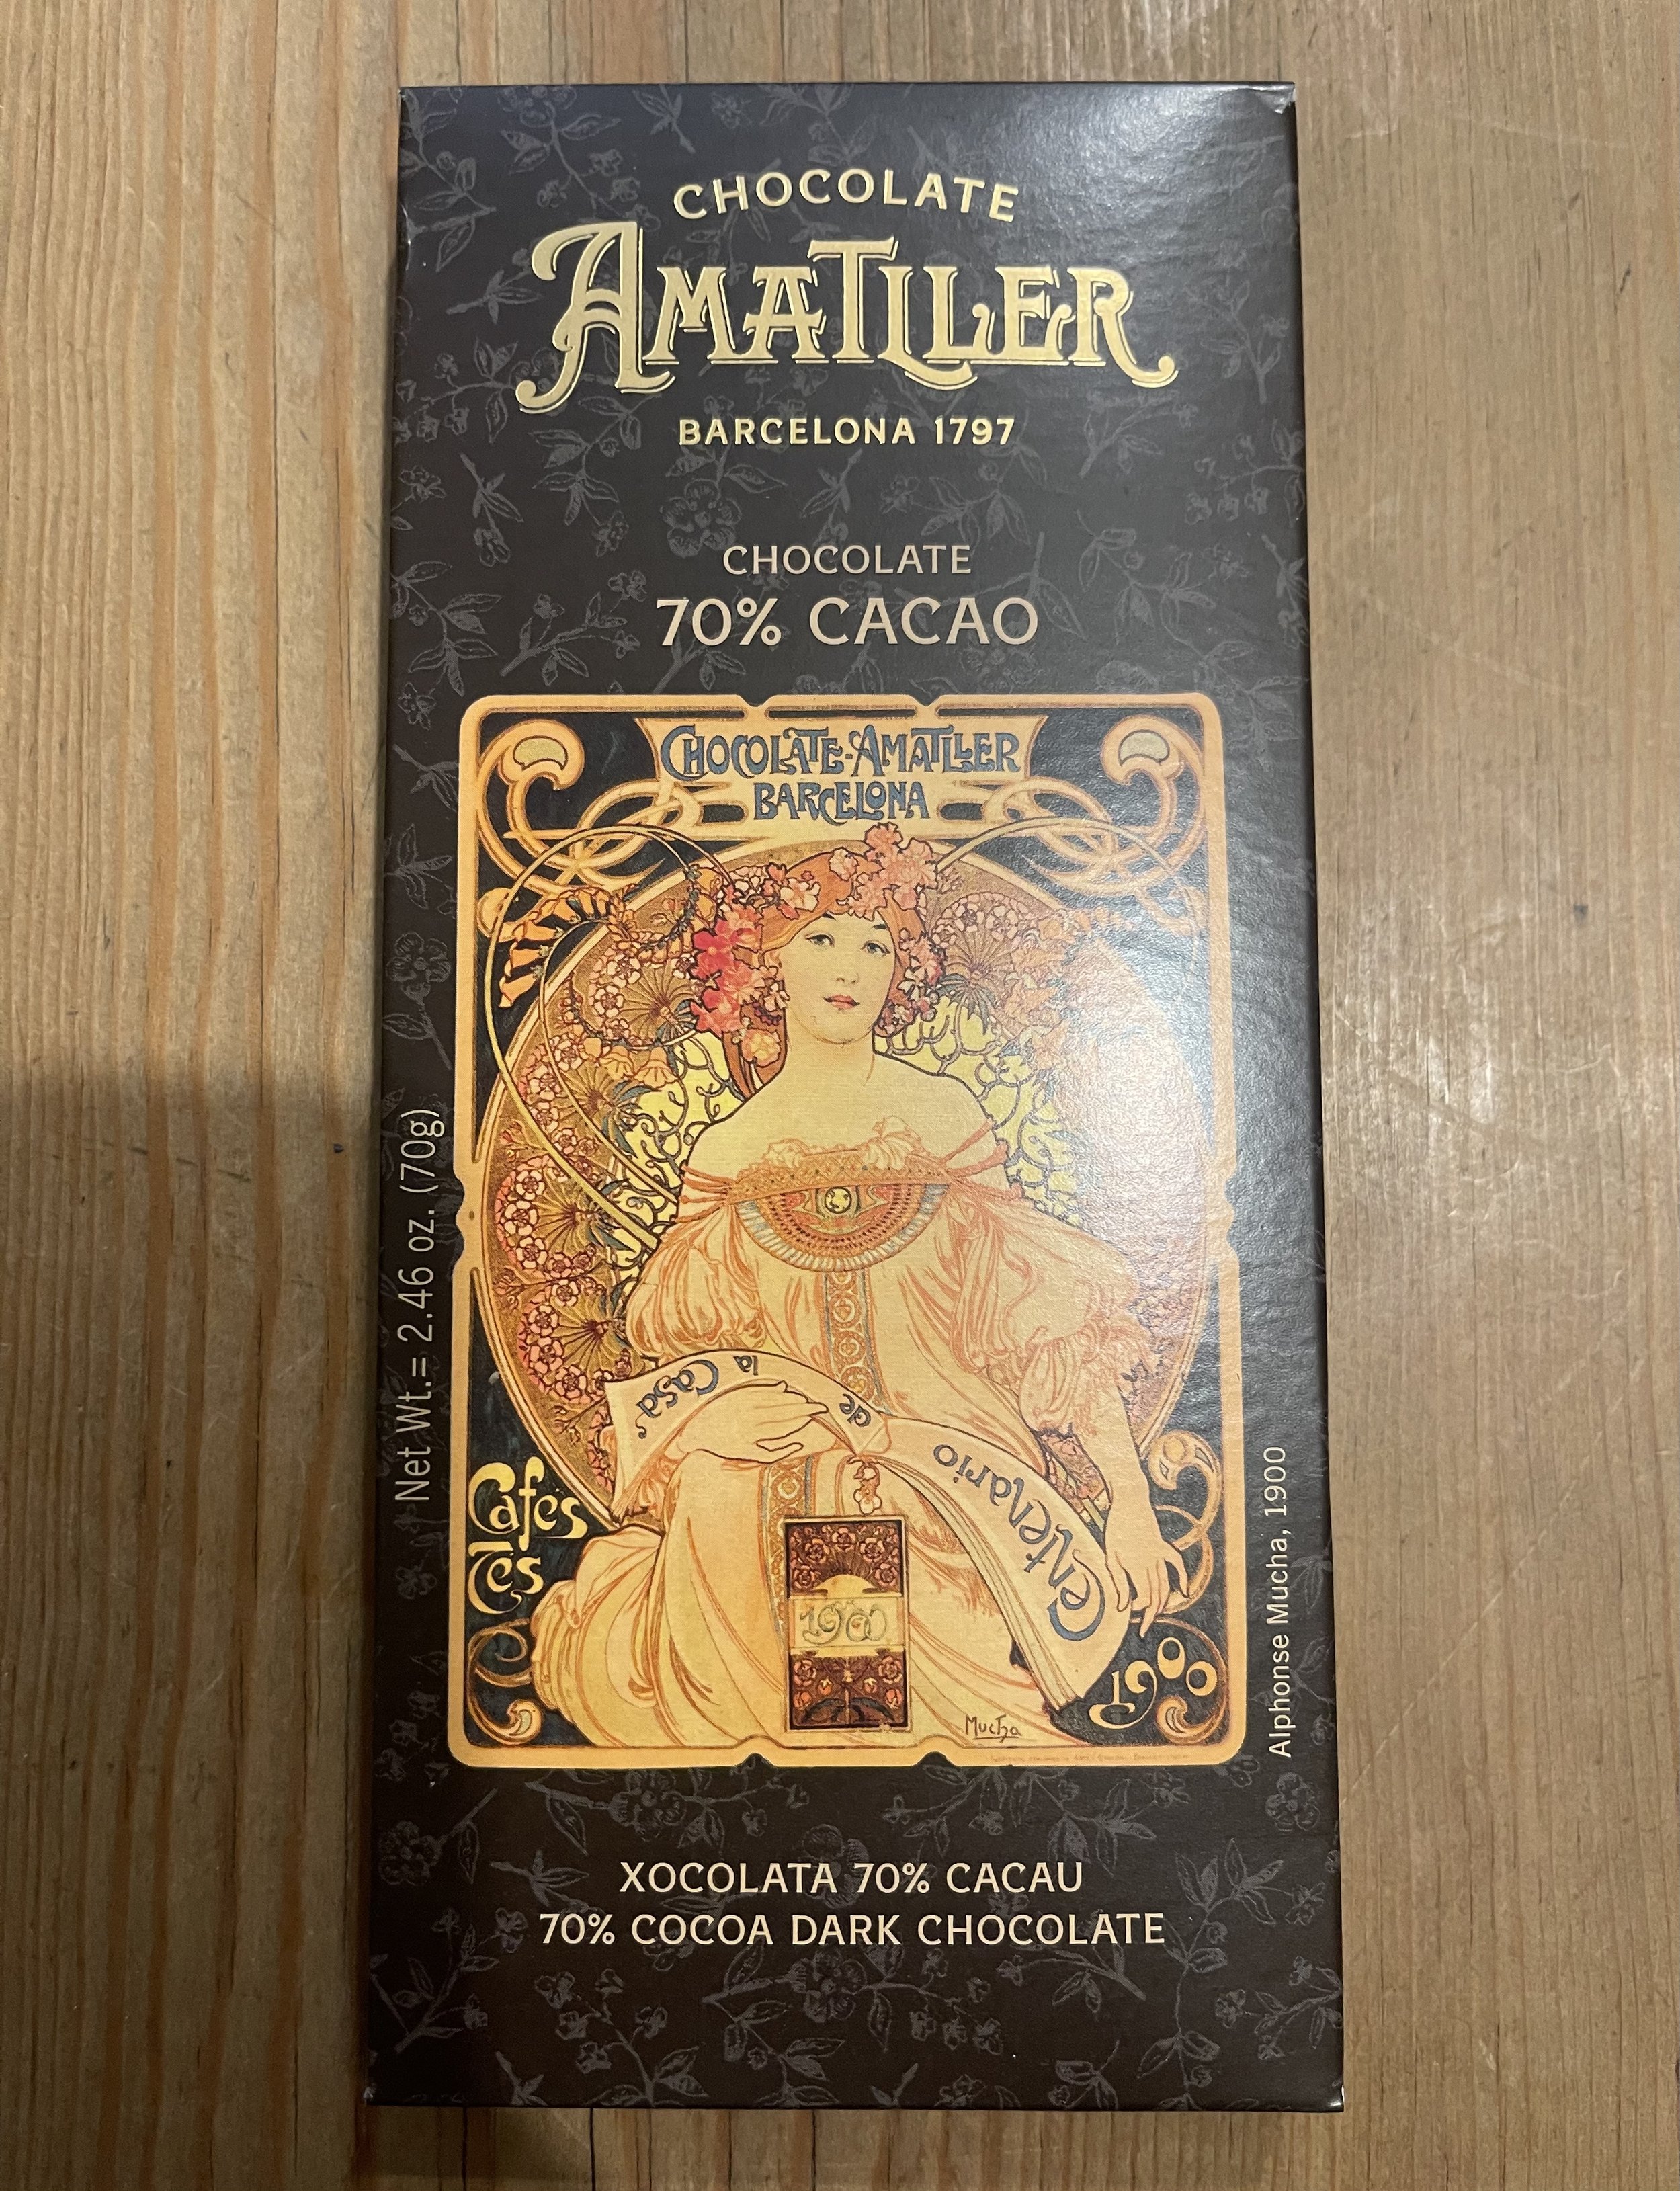 CHOCOLATE
AMATLLER
BARCELONA 1797
CHOCOLATE
70% CACAO
CHOCOLATE-AMATLLER
BARCELONA
Centenario de la Casa
Cafés
Tés
1900
1900
Mucha
Net Wt.= 2.46 oz. (70g)
Alphonse Mucha, 1900
XOCOLATA 70% CACAU
70% COCOA DARK CHOCOLATE